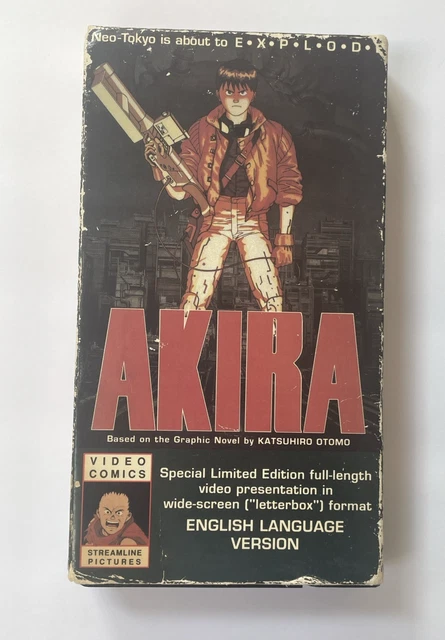 Neo-Tokyo is about to E•X•P•L•O•D•
AKIRA
Based on the Graphic Novel by KATSUHIRO OTOMO
VIDEO
COMICS
STREAMLINE
PICTURES
Special Limited Edition full-length
video presentation in
wide-screen ("letterbox") format
ENGLISH LANGUAGE
VERSION